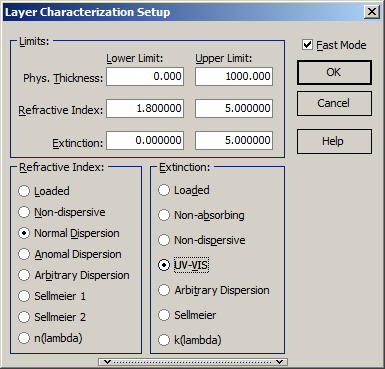 Layer Characterization Setup
Limits:
Lower Limit: Upper Limit:
Phys. Thickness: 0.000 1000.000
Refractive Index: 1.800000 5.000000
Extinction: 0.000000 5.000000
Fast Mode
OK
Cancel
Help
Refractive Index:
Loaded
Non-dispersive
Normal Dispersion
Anomal Dispersion
Arbitrary Dispersion
Sellmeier 1
Sellmeier 2
n(lambda)
Extinction:
Loaded
Non-absorbing
Non-dispersive
UV-VIS
Arbitrary Dispersion
Sellmeier
k(lambda)